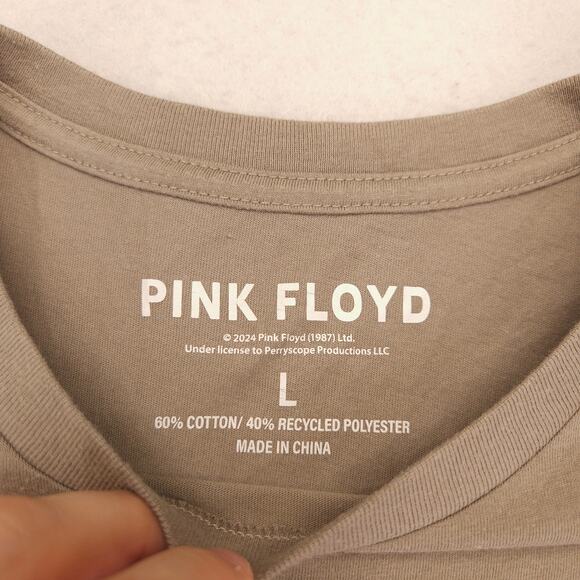 PINK FLOYD
© 2024 Pink Floyd (1987) Ltd.
Under license to Perryscope Productions LLC
L
60% COTTON/ 40% RECYCLED POLYESTER
MADE IN CHINA